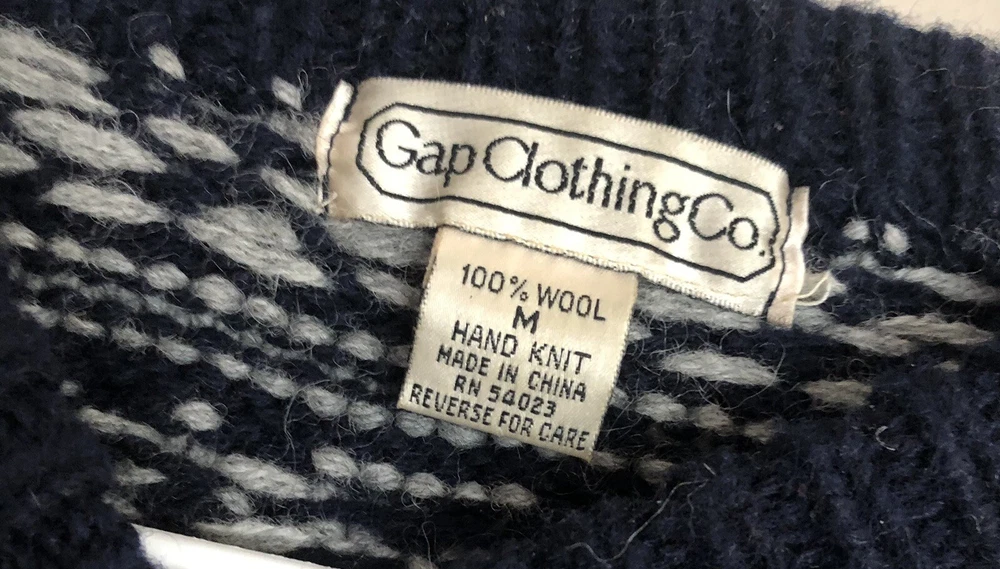 Gap Clothing Co.
100% WOOL
M
HAND KNIT
MADE IN CHINA
RN 54023
REVERSE FOR CARE